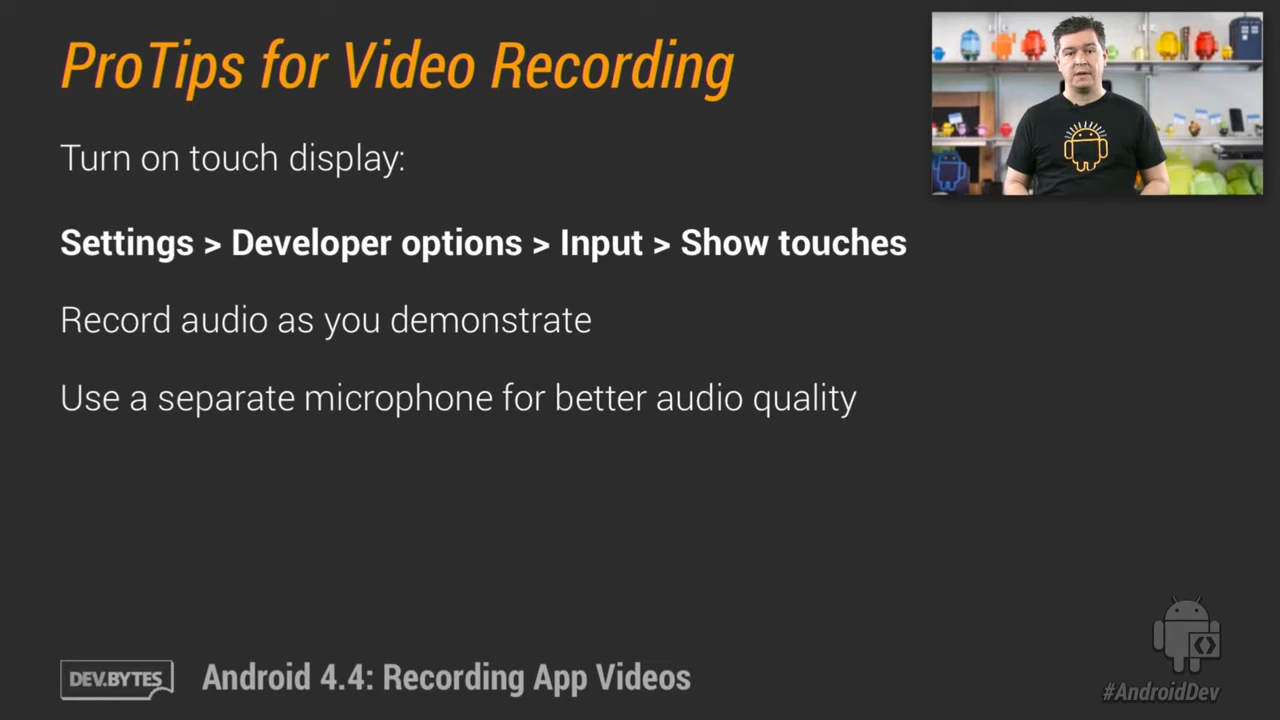 ProTips for Video Recording
Turn on touch display:
Settings > Developer options > Input > Show touches
Record audio as you demonstrate
Use a separate microphone for better audio quality
DEV.BYTES
Android 4.4: Recording App Videos
#AndroidDev